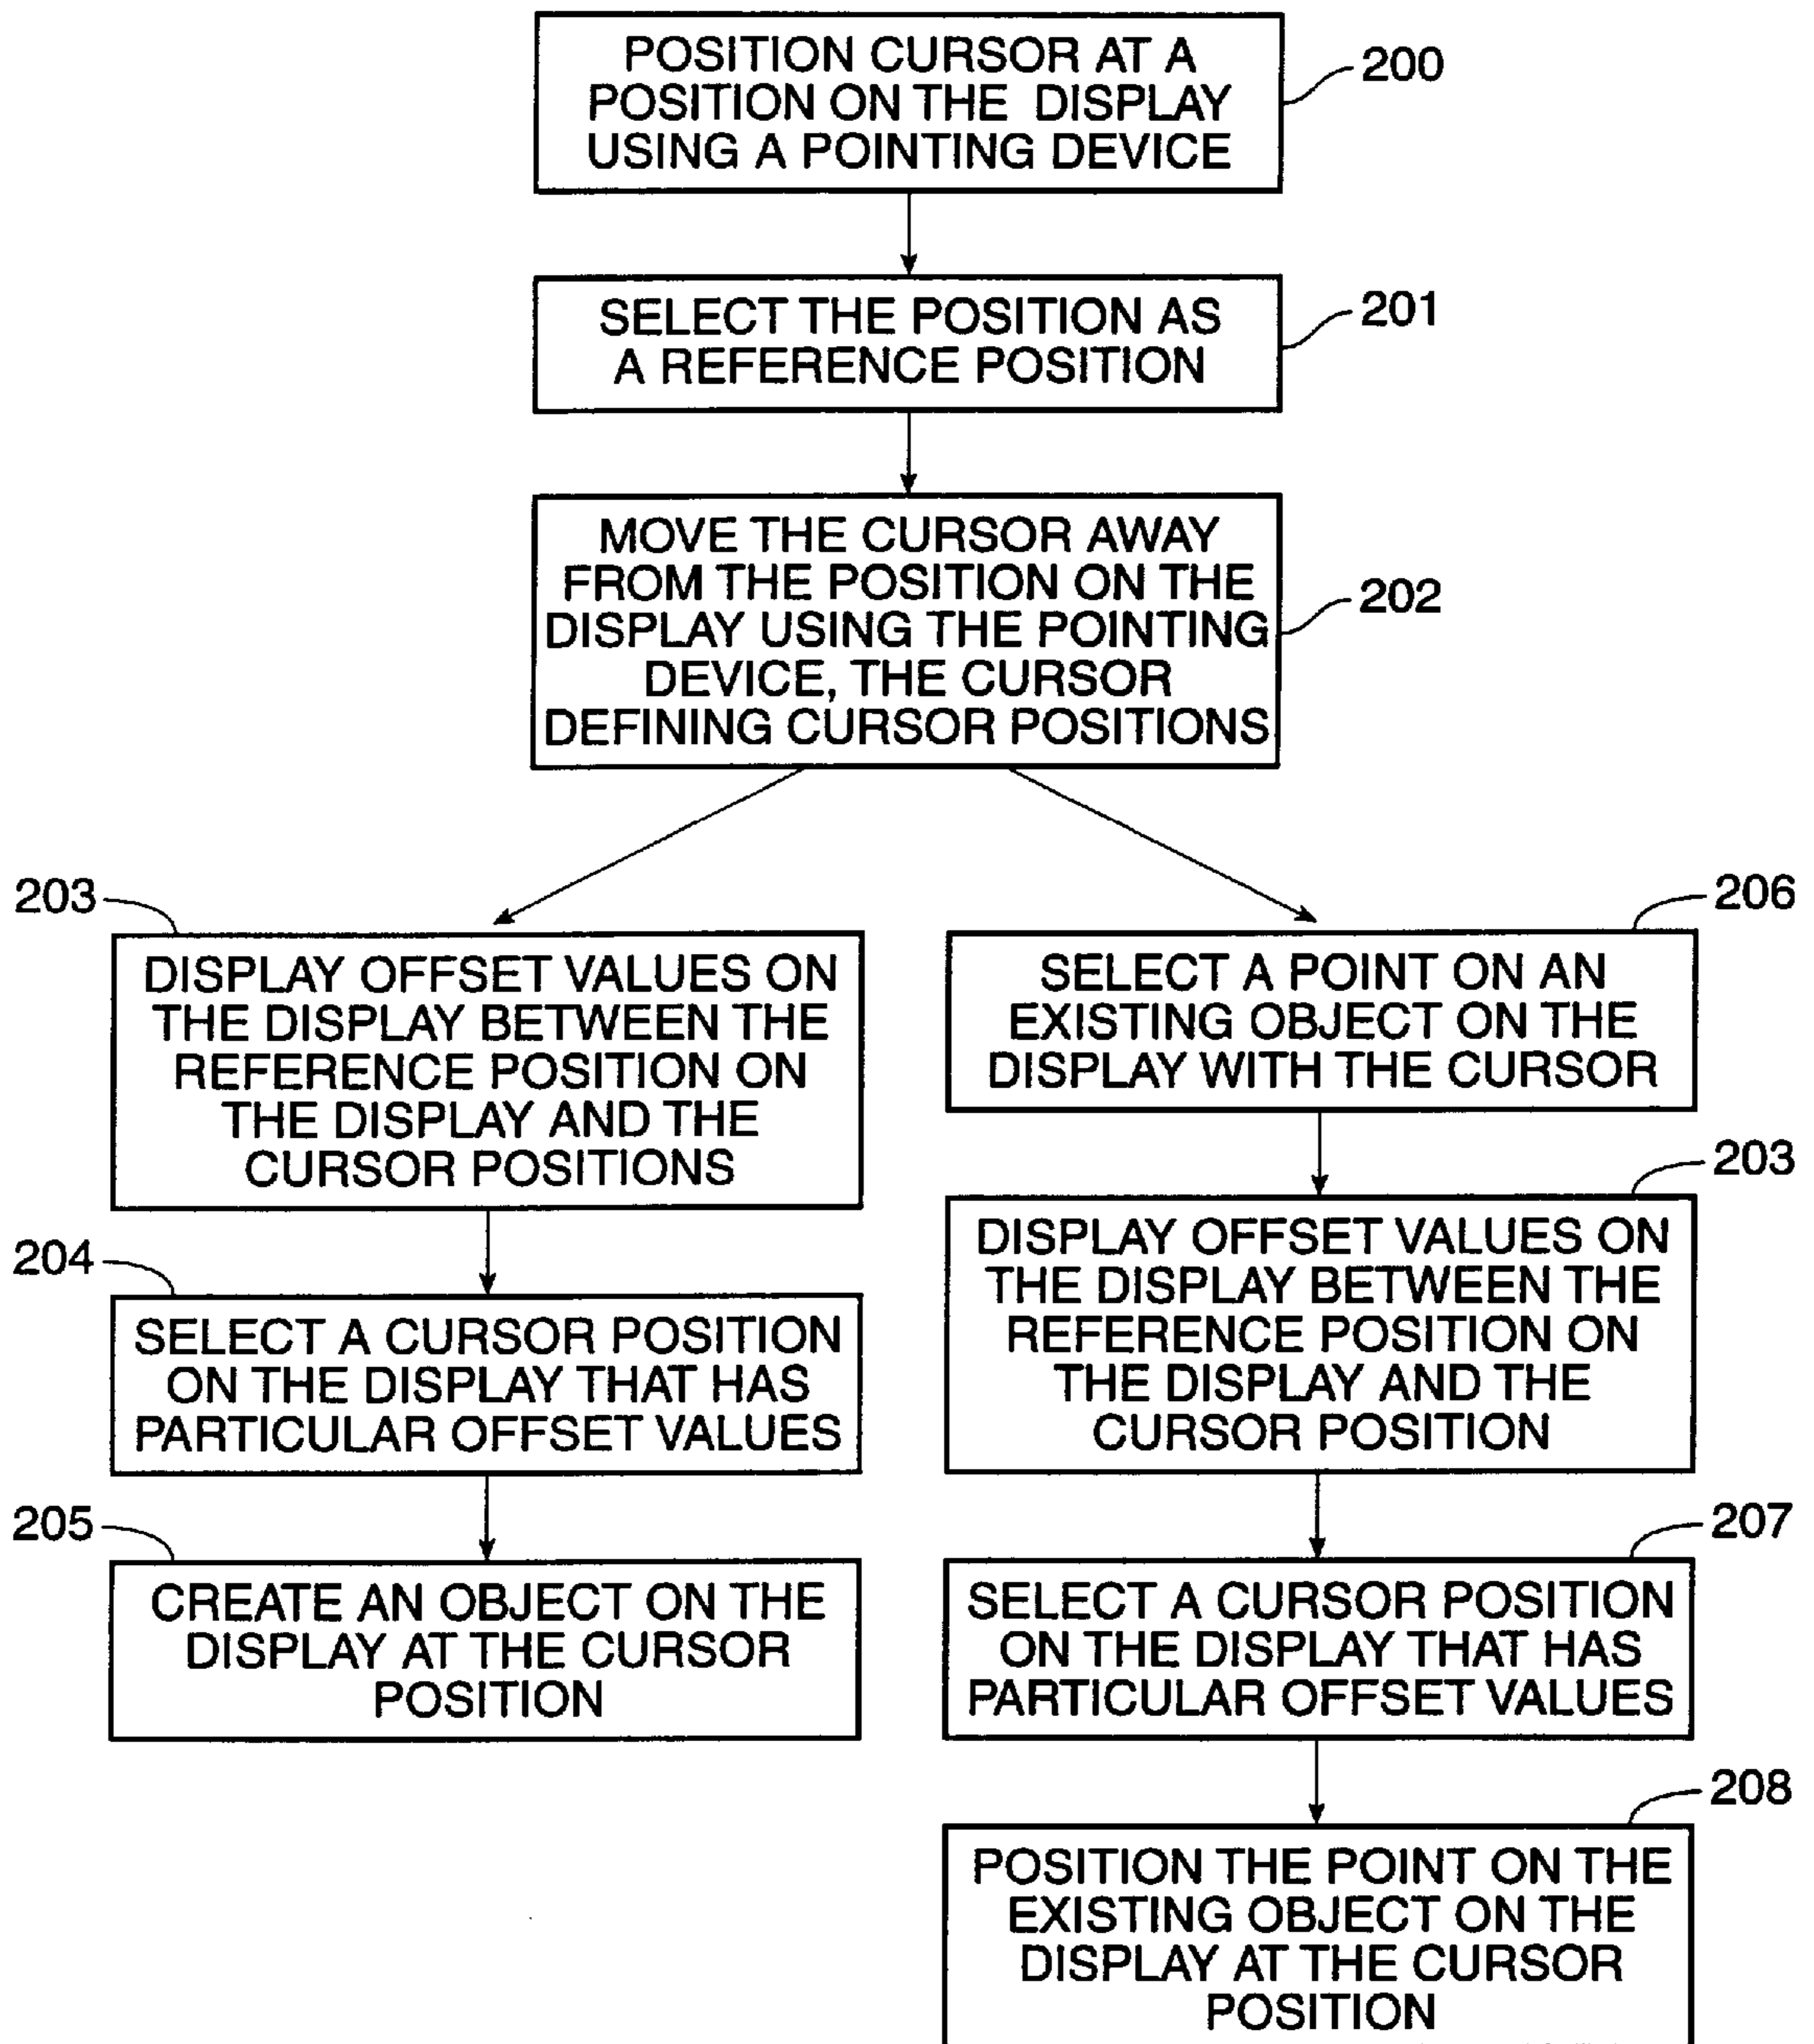 POSITION CURSOR AT A
POSITION ON THE DISPLAY
USING A POINTING DEVICE
200
SELECT THE POSITION AS
A REFERENCE POSITION
201
MOVE THE CURSOR AWAY
FROM THE POSITION ON THE
DISPLAY USING THE POINTING
DEVICE, THE CURSOR
DEFINING CURSOR POSITIONS
202
203
DISPLAY OFFSET VALUES ON
THE DISPLAY BETWEEN THE
REFERENCE POSITION ON
THE DISPLAY AND THE
CURSOR POSITIONS
204
SELECT A CURSOR POSITION
ON THE DISPLAY THAT HAS
PARTICULAR OFFSET VALUES
205
CREATE AN OBJECT ON THE
DISPLAY AT THE CURSOR
POSITION
206
SELECT A POINT ON AN
EXISTING OBJECT ON THE
DISPLAY WITH THE CURSOR
203
DISPLAY OFFSET VALUES ON
THE DISPLAY BETWEEN THE
REFERENCE POSITION ON
THE DISPLAY AND THE
CURSOR POSITION
207
SELECT A CURSOR POSITION
ON THE DISPLAY THAT HAS
PARTICULAR OFFSET VALUES
208
POSITION THE POINT ON THE
EXISTING OBJECT ON THE
DISPLAY AT THE CURSOR
POSITION